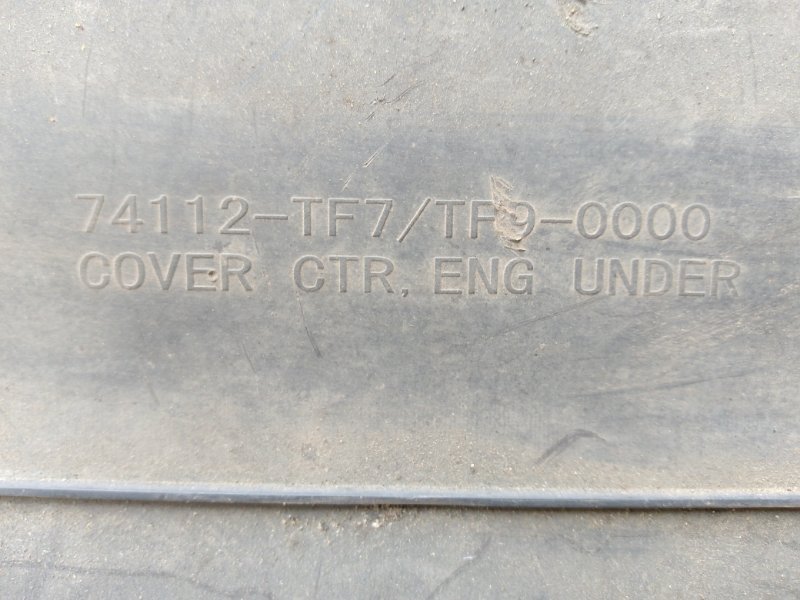 74112-TF7/TF9-0000
COVER CTR, ENG UNDER